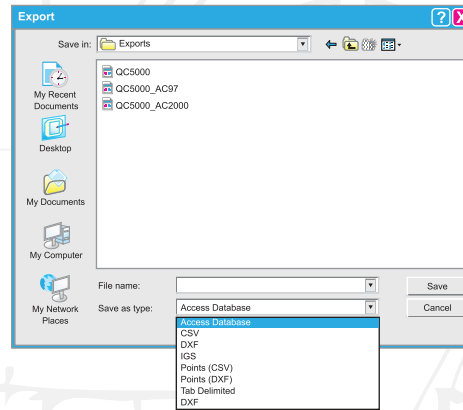 Export
?
X
Save in:
Exports
My Recent
Documents
Desktop
My Documents
My Computer
My Network
Places
QC5000
QC5000_AC97
QC5000_AC2000
File name:
Save
Save as type:
Access Database
Cancel
Access Database
CSV
DXF
IGS
Points (CSV)
Points (DXF)
Tab Delimited
DXF